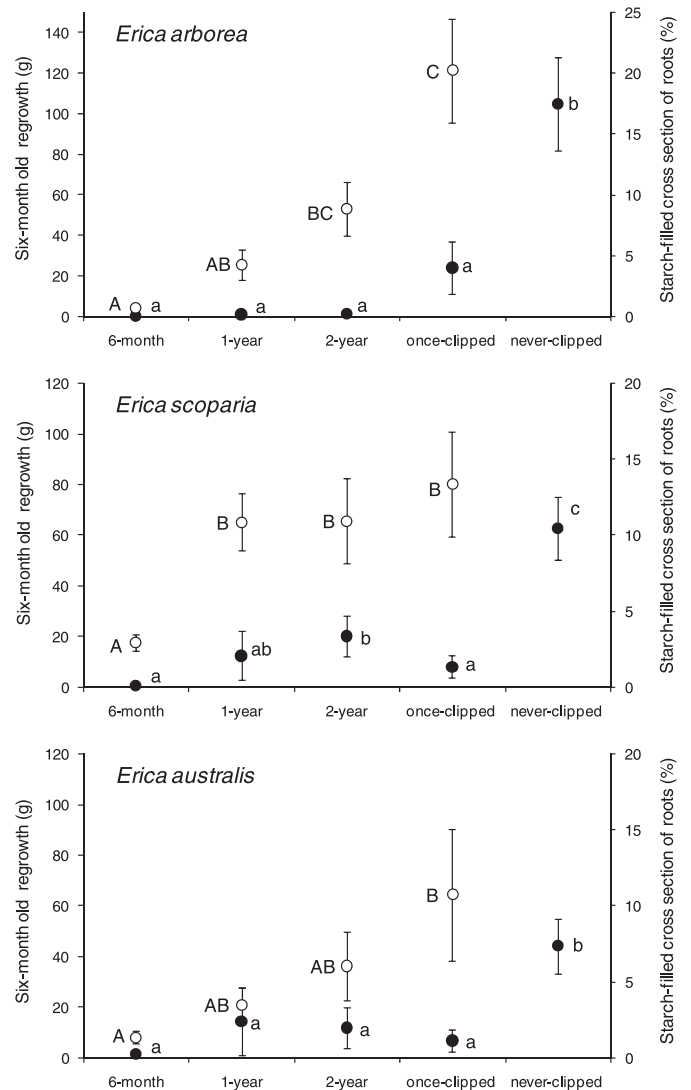 Erica arborea
Six-month old regrowth (g)
Starch-filled cross section of roots (%)
140
120
100
80
60
40
20
0
25
20
15
10
5
0
A
a
AB
a
BC
a
C
a
b
6-month
1-year
2-year
once-clipped
never-clipped
Erica scoparia
Six-month old regrowth (g)
Starch-filled cross section of roots (%)
120
100
80
60
40
20
0
20
15
10
5
0
A
a
B
ab
B
b
B
a
c
6-month
1-year
2-year
once-clipped
never-clipped
Erica australis
Six-month old regrowth (g)
Starch-filled cross section of roots (%)
120
100
80
60
40
20
0
20
15
10
5
0
A
a
AB
a
AB
a
B
a
b
6-month
1-year
2-year
once-clipped
never-clipped